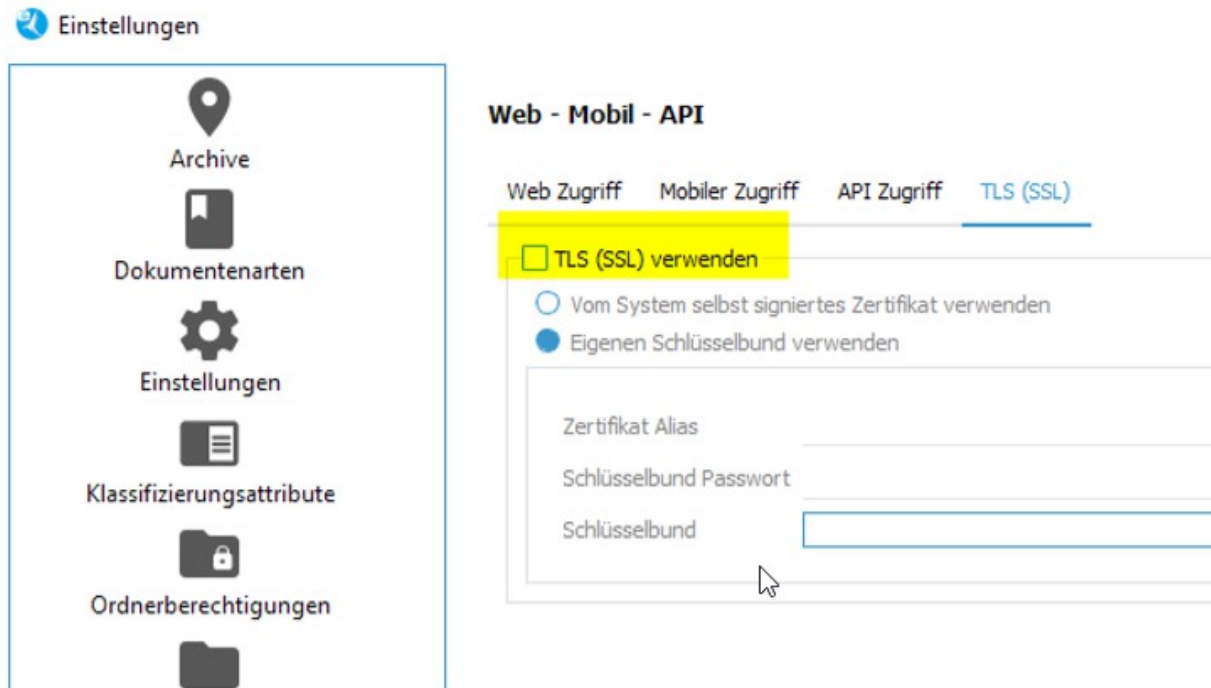 Einstellungen
Archive
Dokumentenarten
Einstellungen
Klassifizierungsattribute
Ordnerberechtigungen
Web - Mobil - API
Web Zugriff Mobiler Zugriff API Zugriff TLS (SSL)
TLS (SSL) verwenden
Vom System selbst signiertes Zertifikat verwenden
Eigenen Schlüsselbund verwenden
Zertifikat Alias
Schlüsselbund Passwort
Schlüsselbund